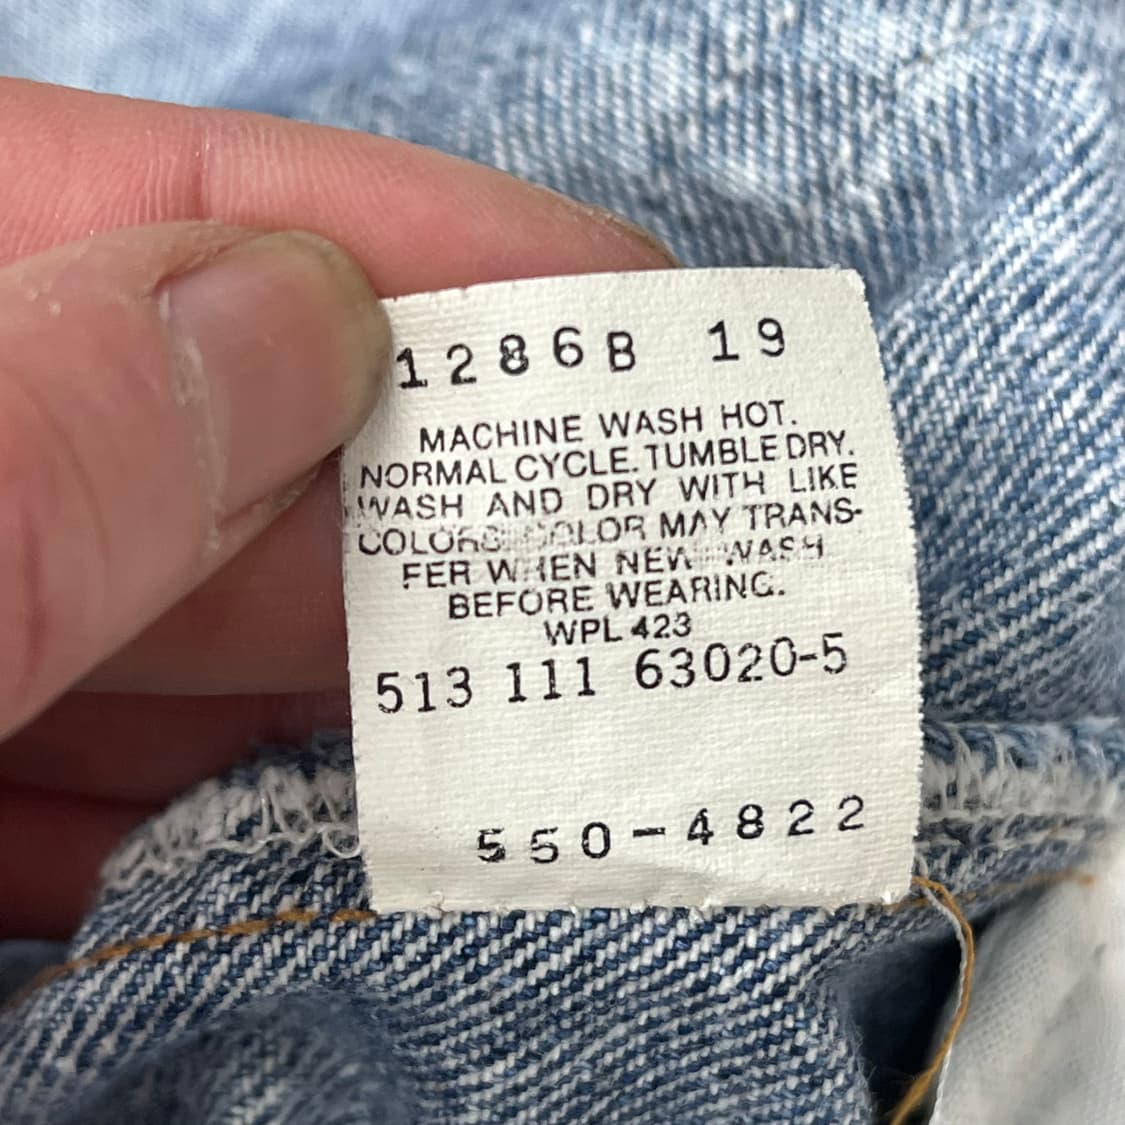 12868 19
MACHINE WASH HOT.
NORMAL CYCLE. TUMBLE DRY.
WASH AND DRY WITH LIKE
COLORS. COLOR MAY TRANS-
FER WHEN NEW. WASH
BEFORE WEARING.
WPL 423
513 111 63020-5
550-4822